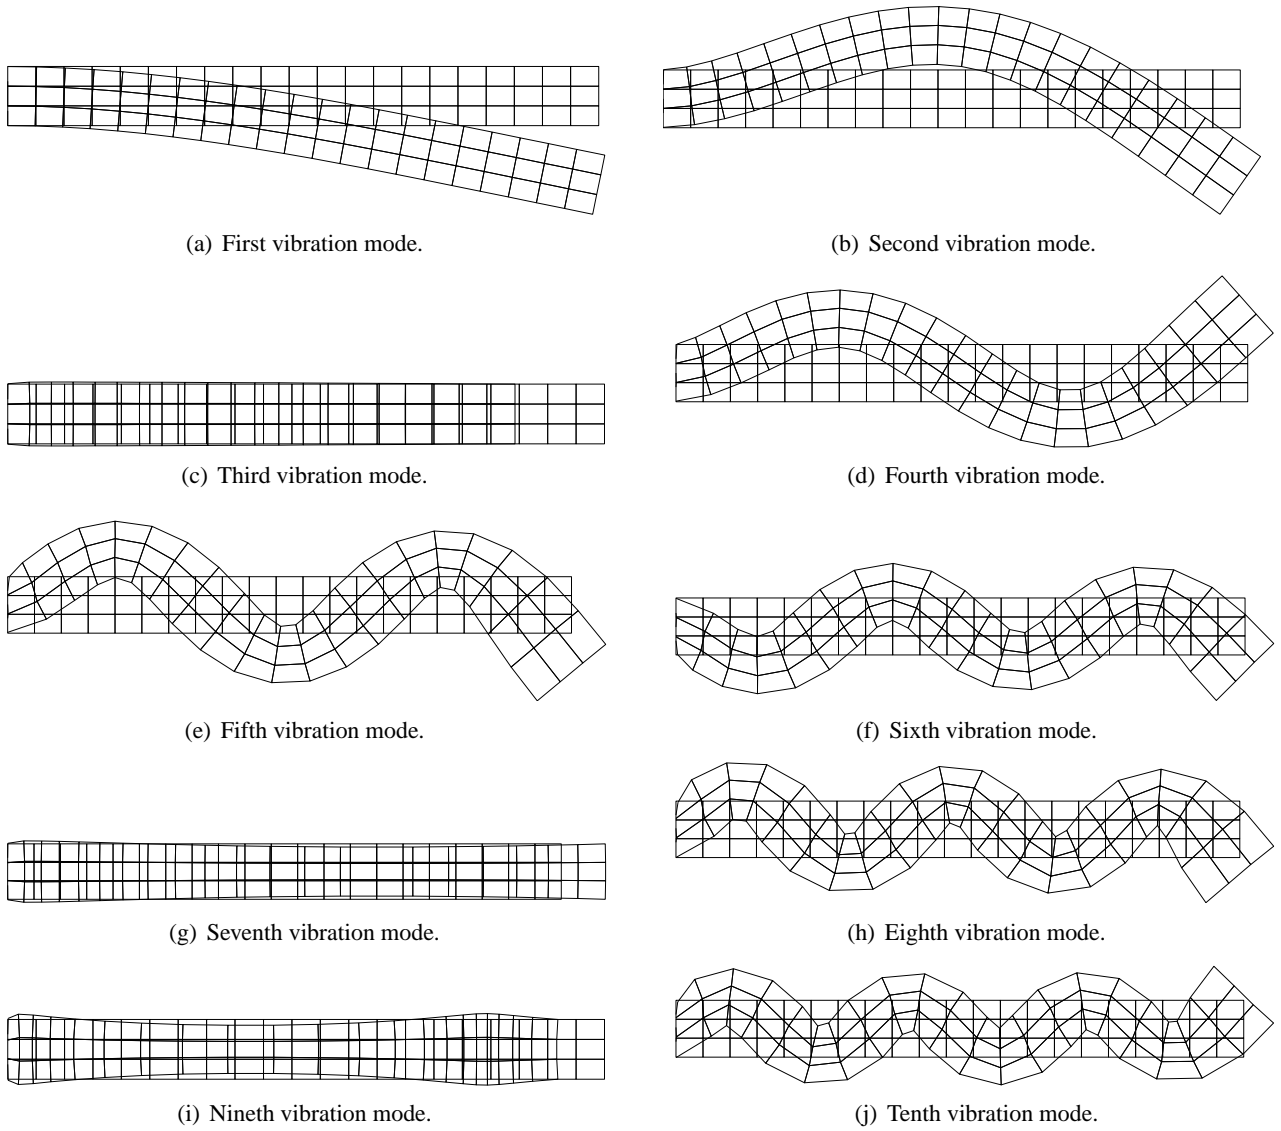 (a) First vibration mode.
(b) Second vibration mode.
(c) Third vibration mode.
(d) Fourth vibration mode.
(e) Fifth vibration mode.
(f) Sixth vibration mode.
(g) Seventh vibration mode.
(h) Eighth vibration mode.
(i) Nineth vibration mode.
(j) Tenth vibration mode.